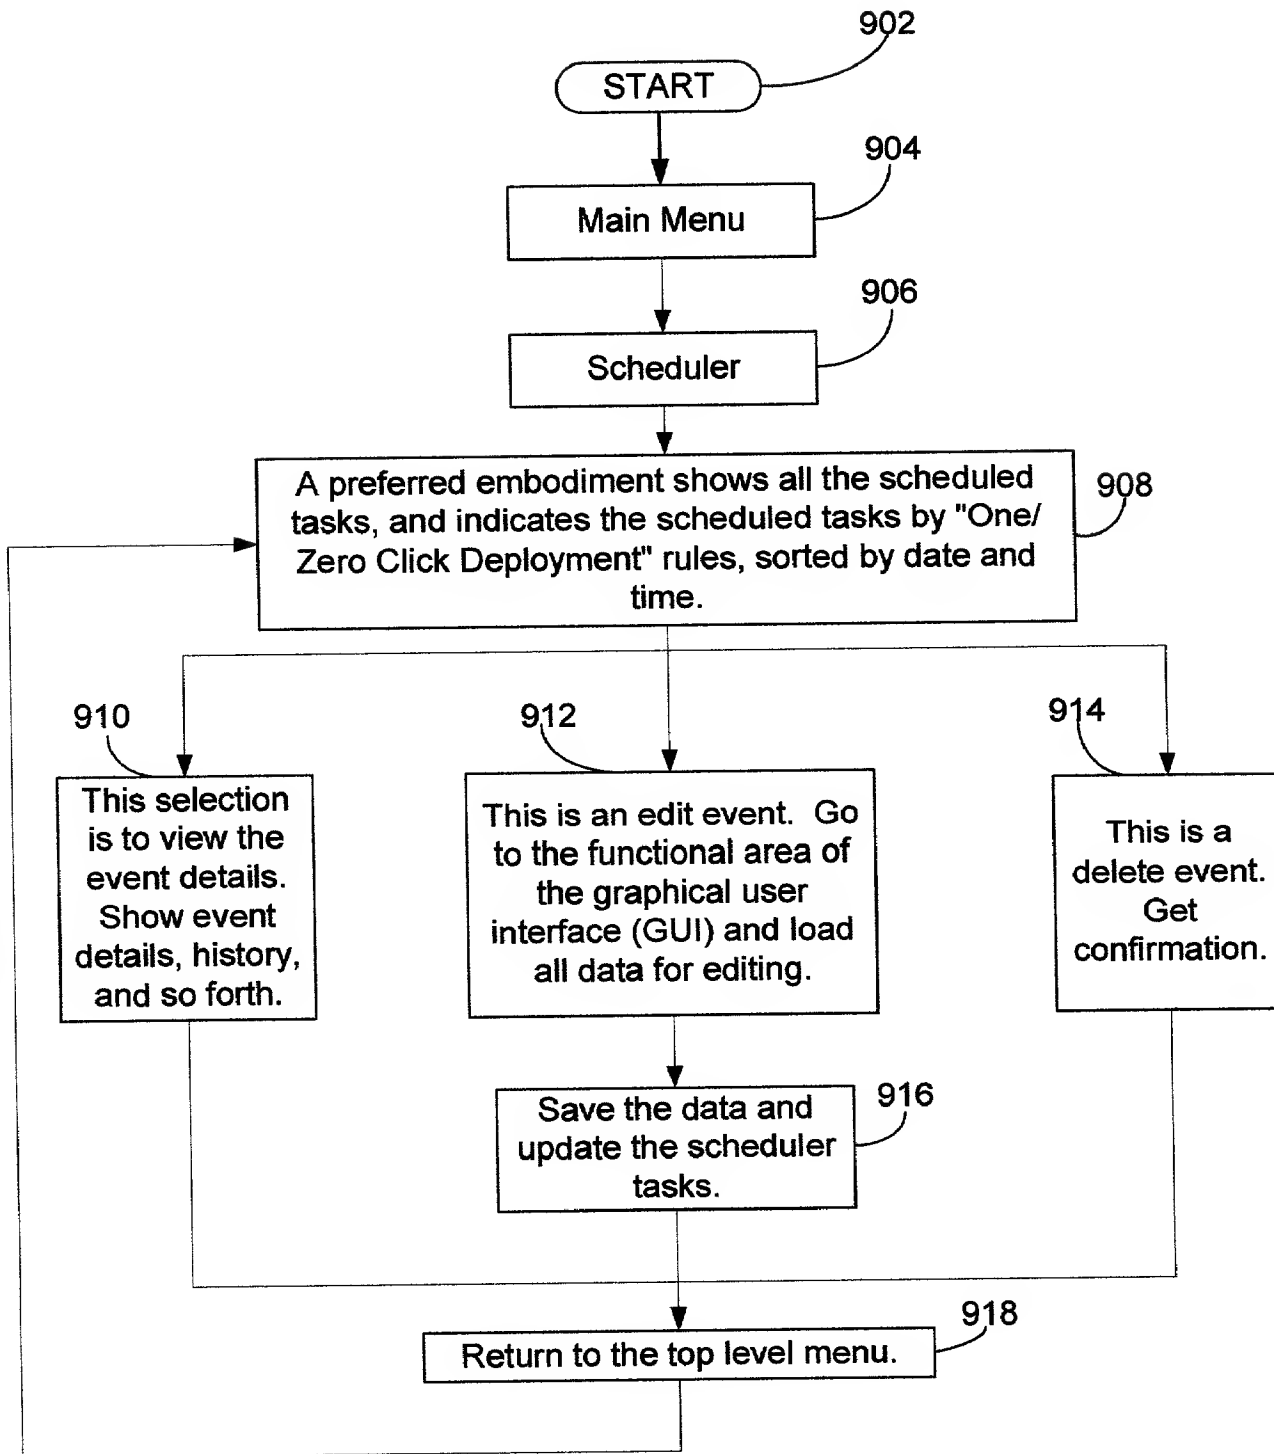 902
START
904
Main Menu
906
Scheduler
908
A preferred embodiment shows all the scheduled
tasks, and indicates the scheduled tasks by "One/
Zero Click Deployment" rules, sorted by date and
time.
910
This selection
is to view the
event details.
Show event
details, history,
and so forth.
912
This is an edit event.  Go
to the functional area of
the graphical user
interface (GUI) and load
all data for editing.
914
This is a
delete event.
Get
confirmation.
916
Save the data and
update the scheduler
tasks.
918
Return to the top level menu.